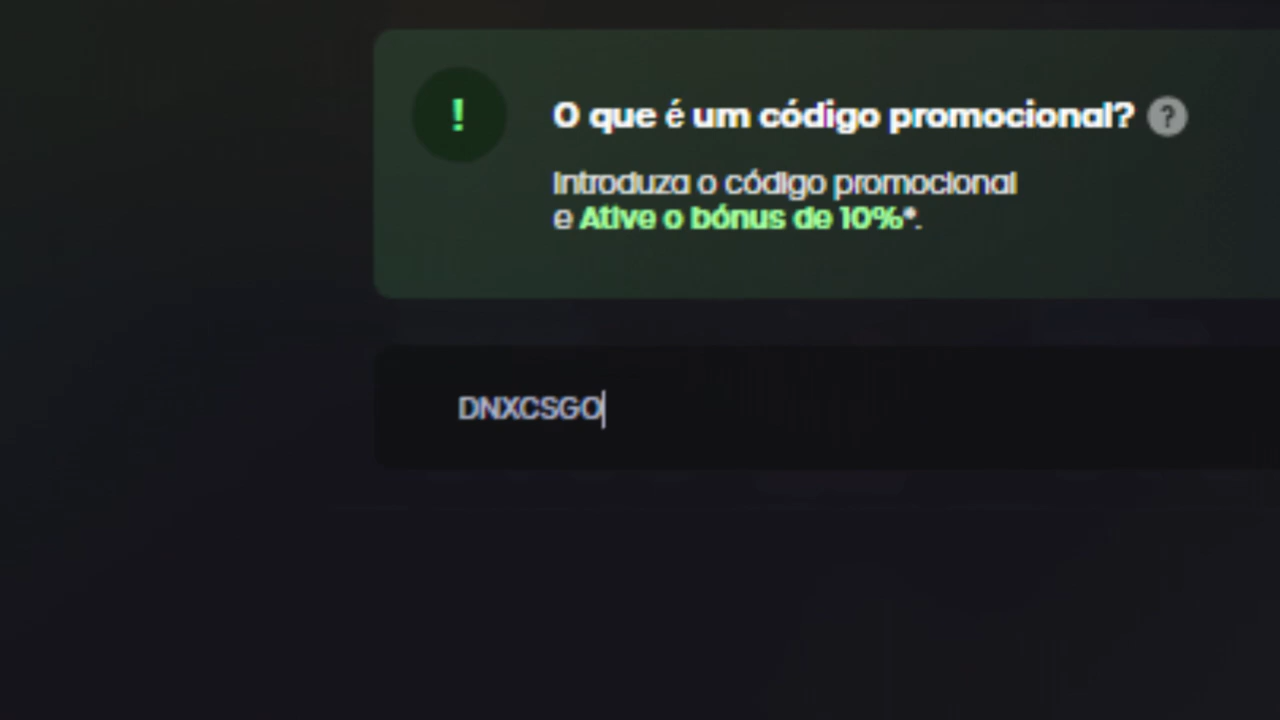 !
O que é um código promocional? ?
Introduza o código promocional
e Ative o bónus de 10%*.
DNXCSGO